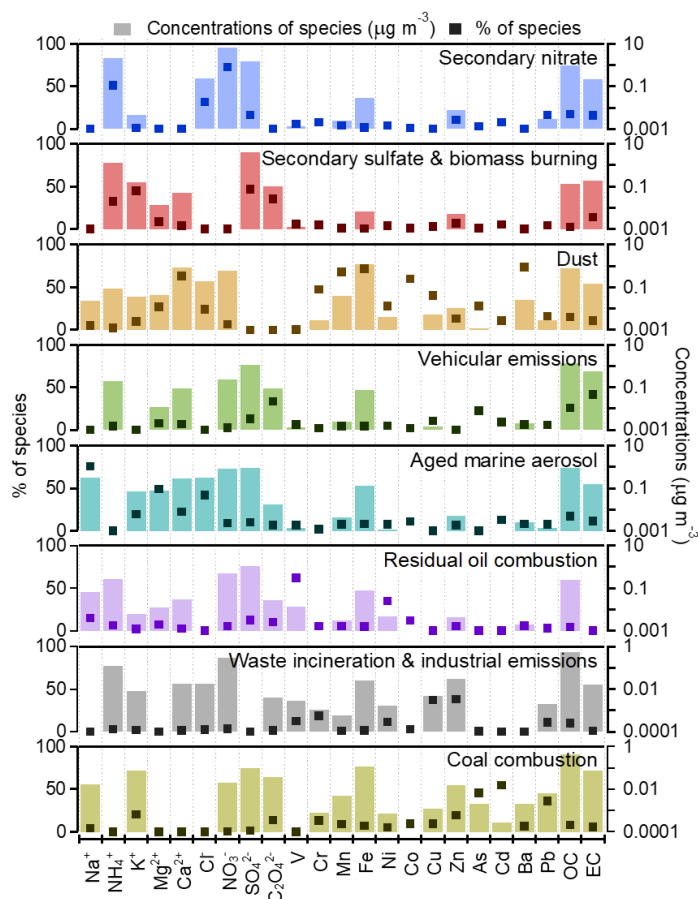 Concentrations of species (μg m⁻³) % of species
100 10
Secondary nitrate
50 0.1
0 0.001
100 10
Secondary sulfate & biomass burning
50 0.1
0 0.001
100 10
Dust
50 0.1
0 0.001
100 10
Vehicular emissions
50 0.1
0 0.001
100 10
Aged marine aerosol
50 0.1
0 0.001
100 10
Residual oil combustion
50 0.1
0 0.001
100 1
Waste incineration & industrial emissions
50 0.01
0 0.0001
100 1
Coal combustion
50 0.01
0 0.0001
% of species
Concentrations (μg m⁻³)
Na⁺ NH₄⁺ K⁺ Mg²⁺ Ca²⁺ Cl⁻ NO₃⁻ SO₄²⁻ C₂O₄²⁻ V Cr Mn Fe Ni Co Cu Zn As Cd Ba Pb OC EC